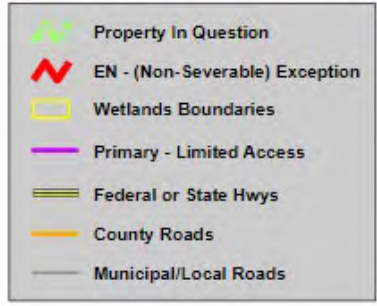 Property In Question
EN - (Non-Severable) Exception
Wetlands Boundaries
Primary - Limited Access
Federal or State Hwys
County Roads
Municipal/Local Roads